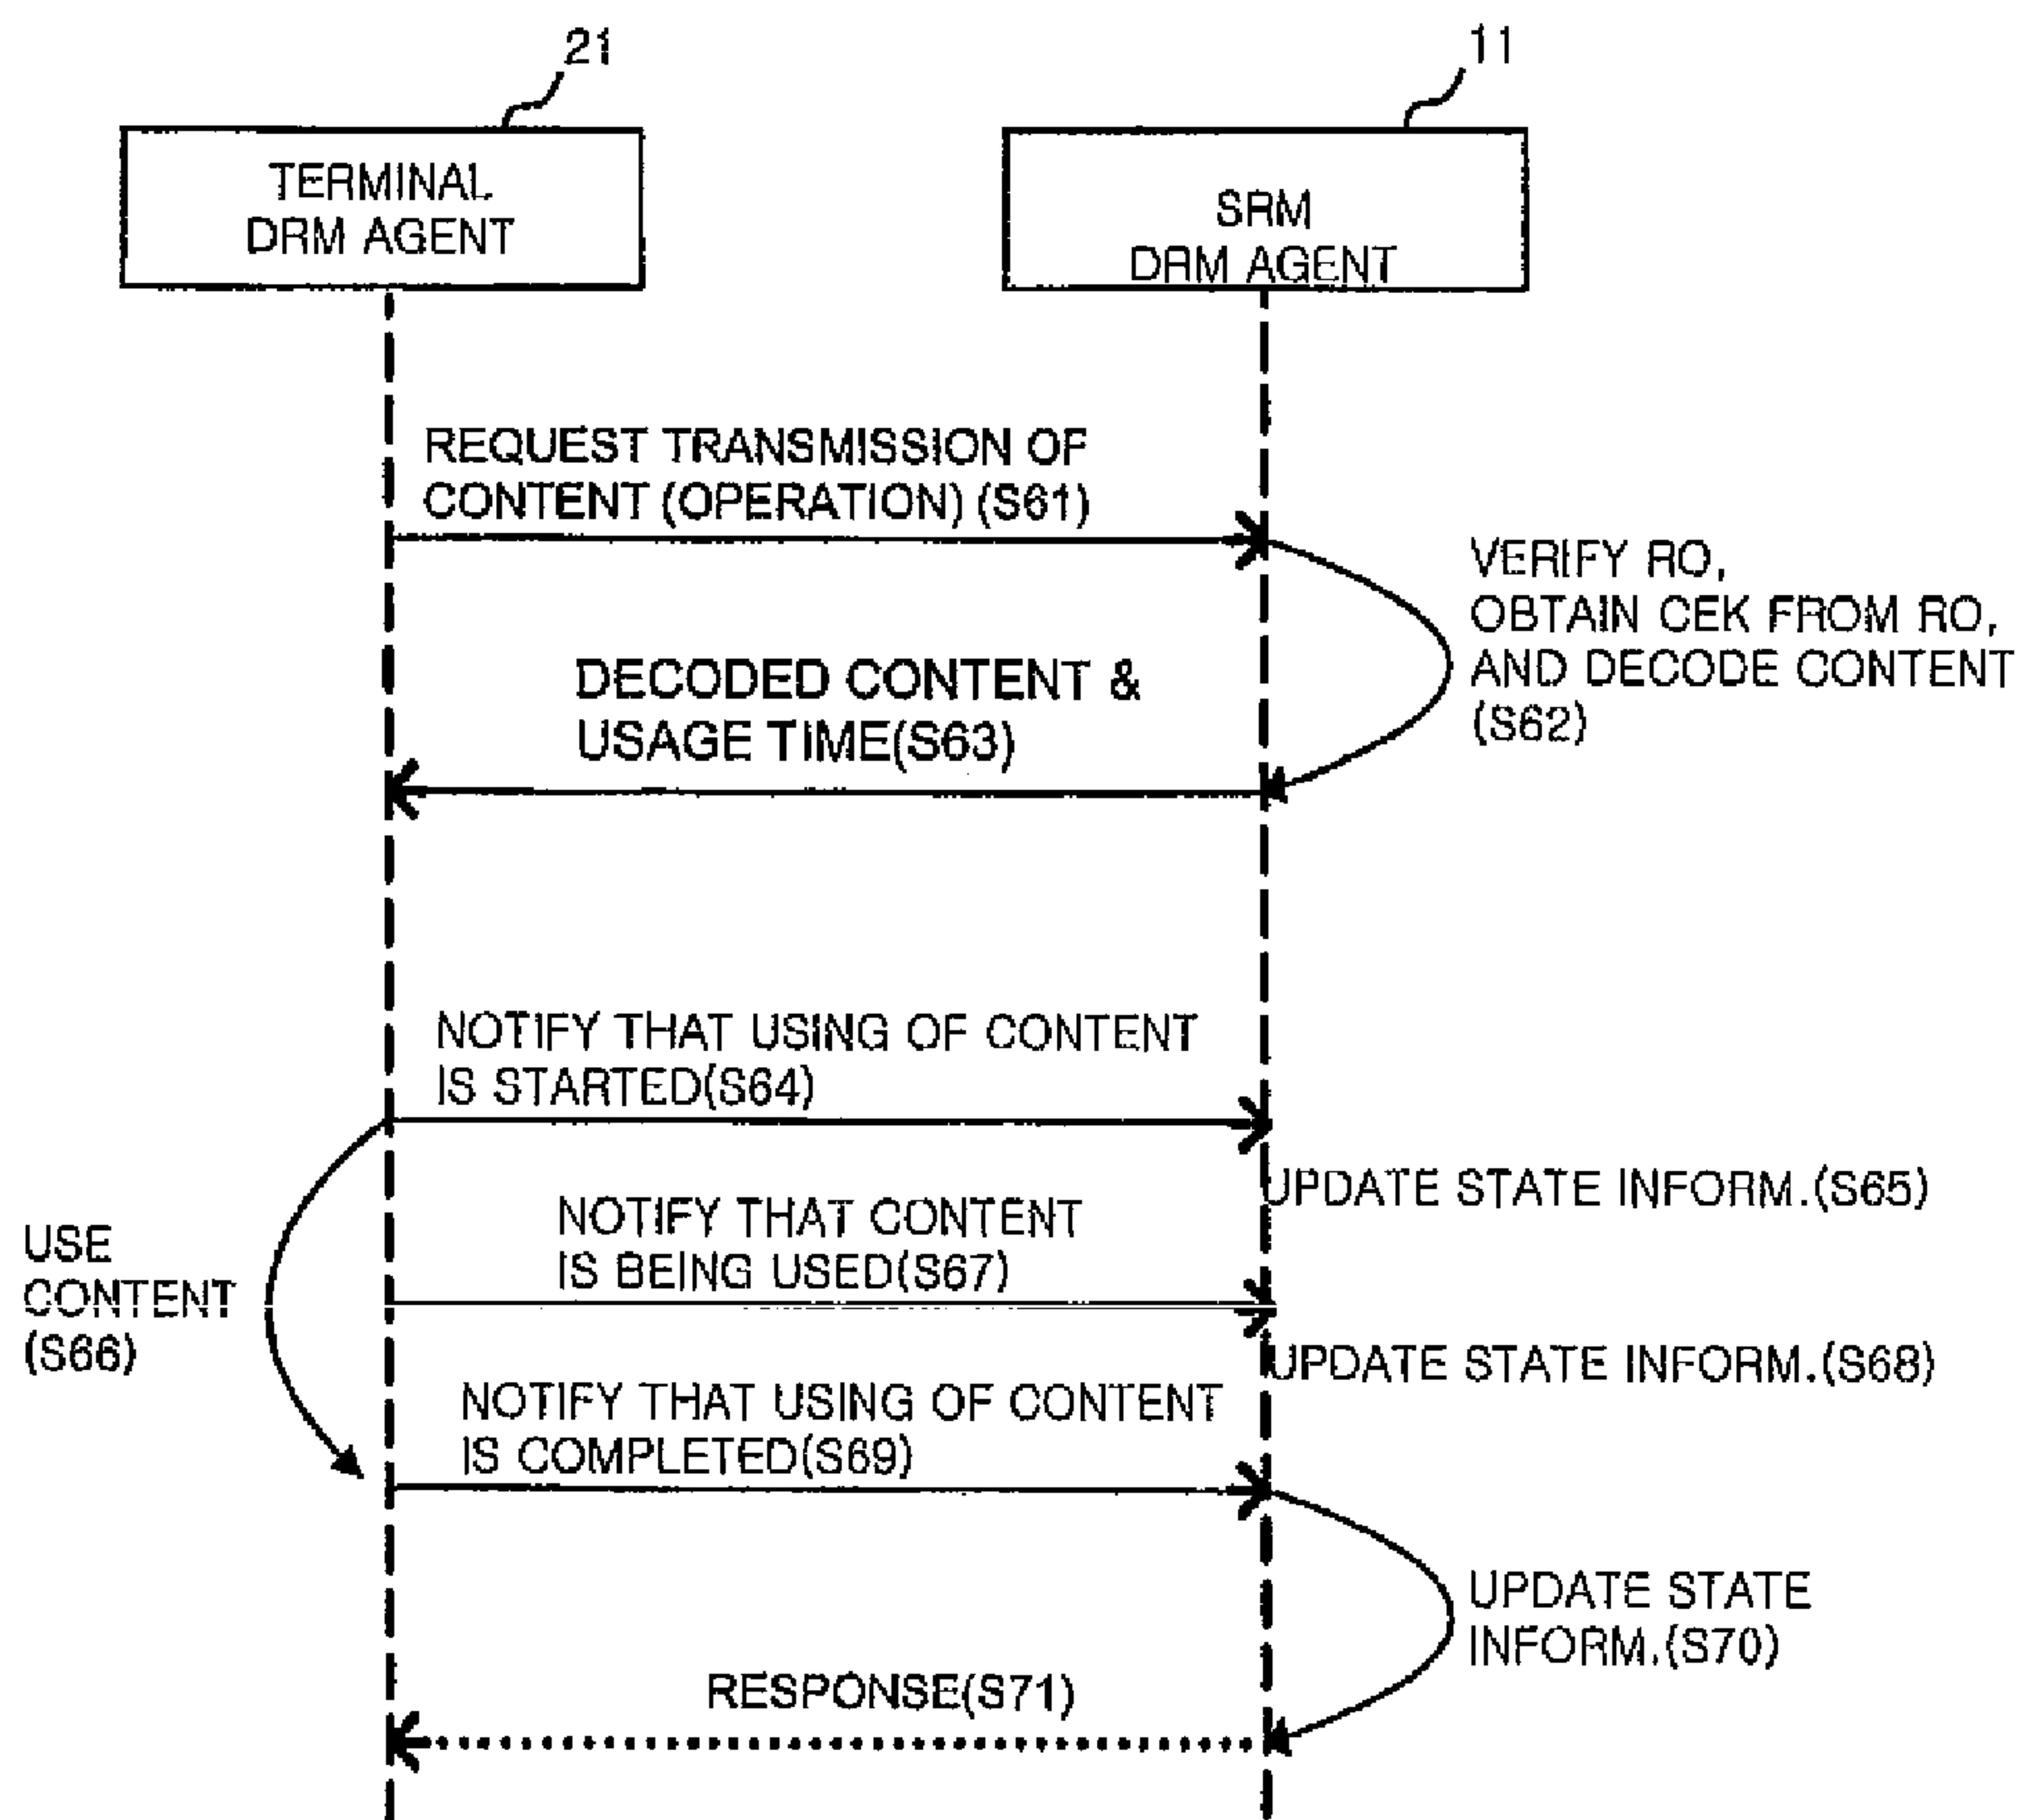 21
11
TERMINAL
DRM AGENT
SRM
DRM AGENT
REQUEST TRANSMISSION OF
CONTENT (OPERATION) (S61)
VERIFY RO,
OBTAIN CEK FROM RO,
AND DECODE CONTENT
(S62)
DECODED CONTENT &
USAGE TIME(S63)
NOTIFY THAT USING OF CONTENT
IS STARTED(S64)
UPDATE STATE INFORM.(S65)
NOTIFY THAT CONTENT
IS BEING USED(S67)
USE
CONTENT
(S66)
UPDATE STATE INFORM.(S68)
NOTIFY THAT USING OF CONTENT
IS COMPLETED(S69)
UPDATE STATE
INFORM.(S70)
RESPONSE(S71)